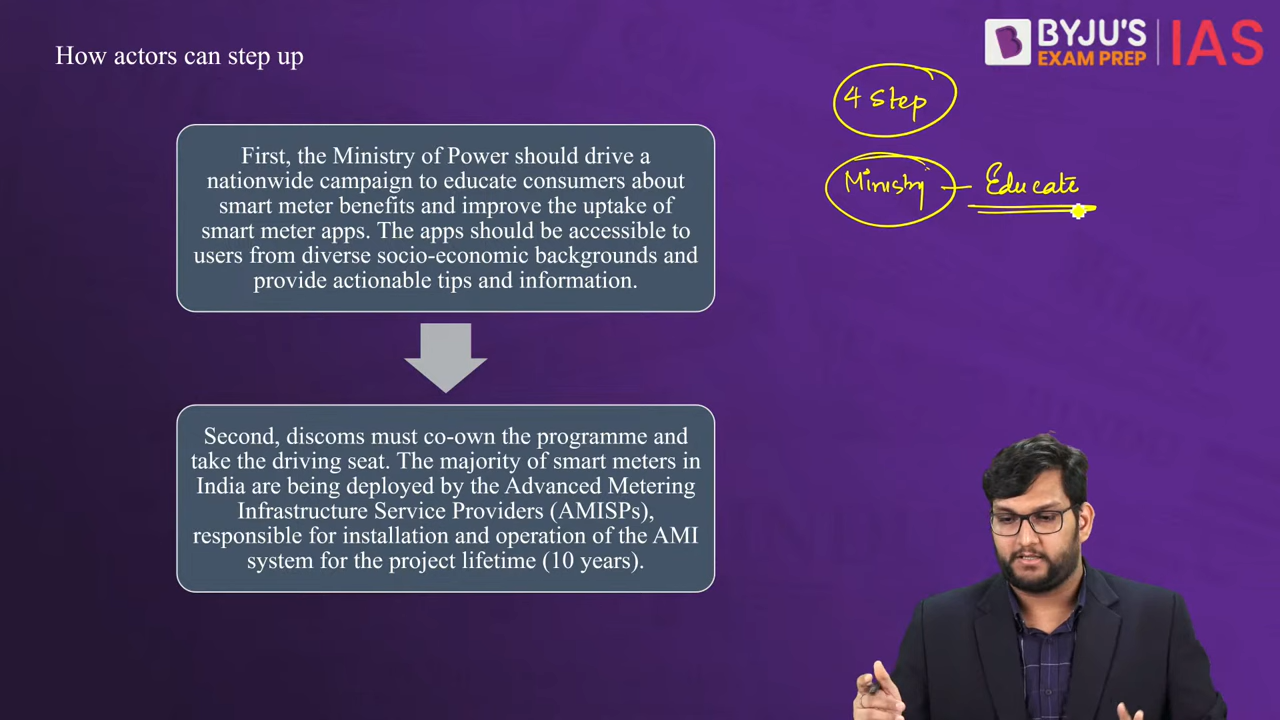 How actors can step up
BYJU'S
EXAM PREP
IAS
4 Step
Ministry — Educate
First, the Ministry of Power should drive a
nationwide campaign to educate consumers about
smart meter benefits and improve the uptake of
smart meter apps. The apps should be accessible to
users from diverse socio-economic backgrounds and
provide actionable tips and information.
Second, discoms must co-own the programme and
take the driving seat. The majority of smart meters in
India are being deployed by the Advanced Metering
Infrastructure Service Providers (AMISPs),
responsible for installation and operation of the AMI
system for the project lifetime (10 years).